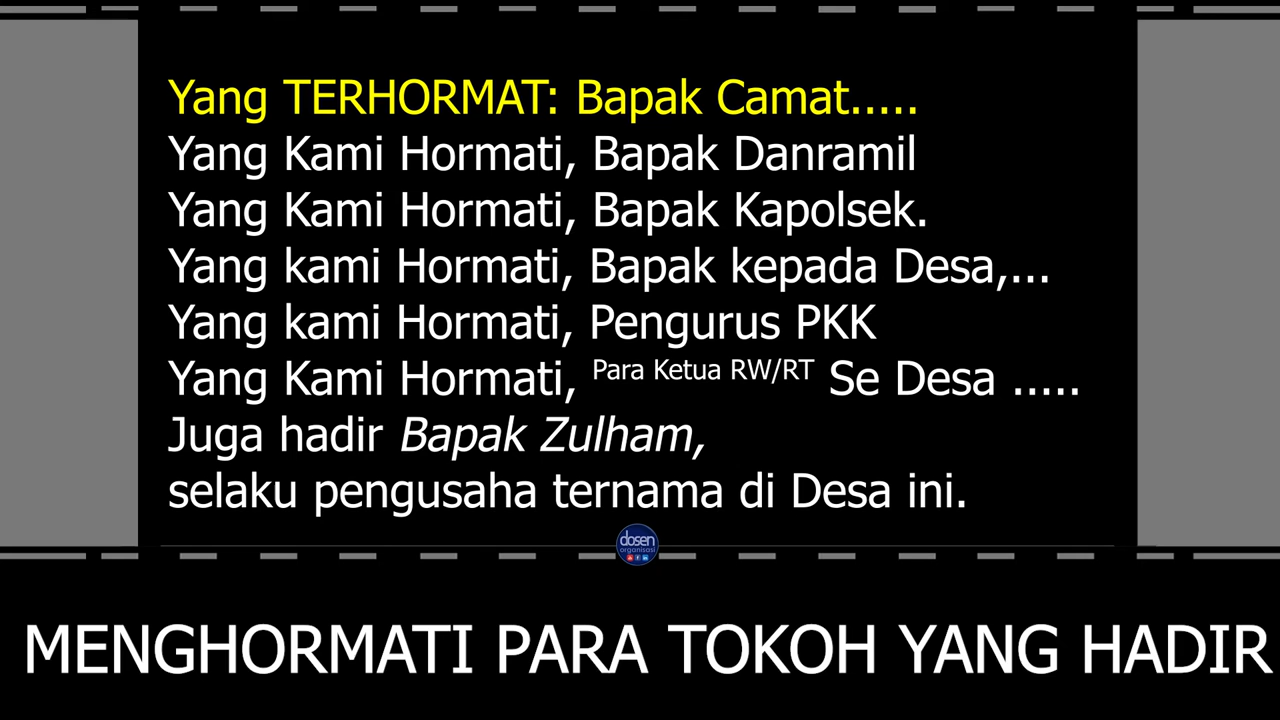 Yang TERHORMAT: Bapak Camat.....
Yang Kami Hormati, Bapak Danramil
Yang Kami Hormati, Bapak Kapolsek.
Yang kami Hormati, Bapak kepada Desa,...
Yang kami Hormati, Pengurus PKK
Yang Kami Hormati, Para Ketua RW/RT Se Desa .....
Juga hadir Bapak Zulham,
selaku pengusaha ternama di Desa ini.
dosen
organisasi
MENGHORMATI PARA TOKOH YANG HADIR